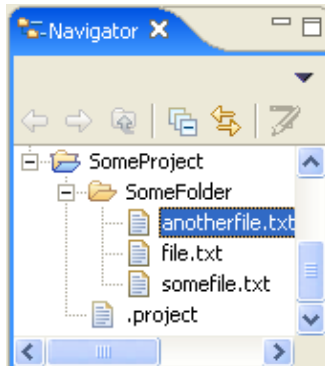 Navigator
SomeProject
SomeFolder
anotherfile.txt
file.txt
somefile.txt
.project